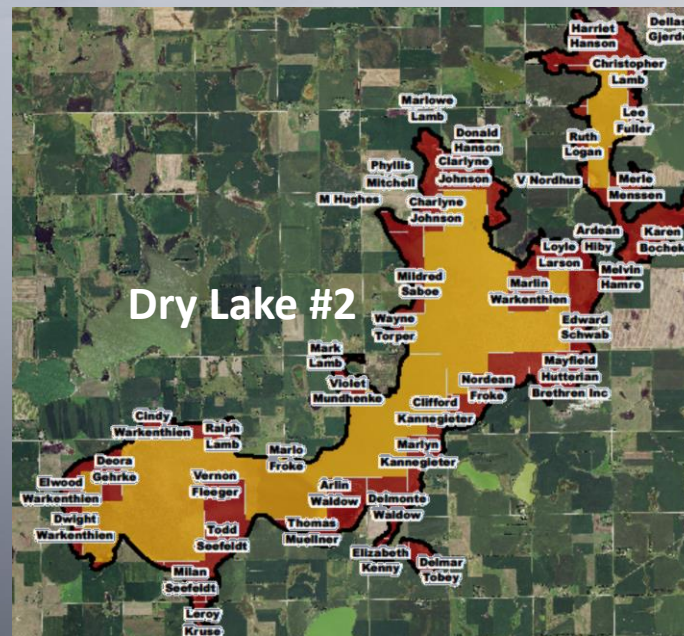 Harriet
Hanson
Dellas
Gjerde
Christopher
Lamb
Marlowe
Lamb
Lee
Fuller
Donald
Hanson
Ruth
Logan
Clarlyne
Johnson
Phyllis
Mitchell
V Nordhus
Merle
Menssen
M Hughes
Charlyne
Johnson
Ardean
Hiby
Karen
Bochek
Loyle
Larson
Mildred
Saboe
Marlin
Warkenthien
Melvin
Hamre
Dry Lake #2
Wayne
Torper
Edward
Schwab
Mark
Lamb
Mayfield
Hutterian
Brethren Inc
Violet
Mundhenke
Nordean
Froke
Clifford
Kannegieter
Cindy
Warkenthien
Ralph
Lamb
Marlo
Froke
Marlyn
Kannegieter
Deora
Gehrke
Vernon
Fleeger
Elwood
Warkenthien
Arlin
Waldow
Delmonte
Waldow
Dwight
Warkenthien
Todd
Seefeldt
Thomas
Muellner
Elizabeth
Kenny
Delmar
Tobey
Milan
Seefeldt
Leroy
Kruse